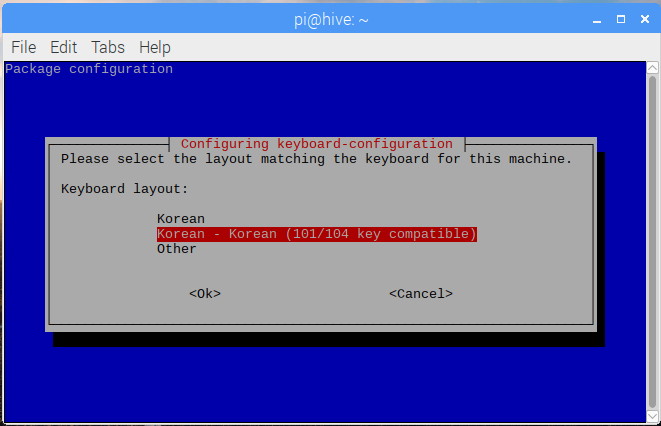 pi@hive: ~
File Edit Tabs Help
Package configuration
Configuring keyboard-configuration
Please select the layout matching the keyboard for this machine.
Keyboard layout:
Korean
Korean - Korean (101/104 key compatible)
Other
<Ok> <Cancel>